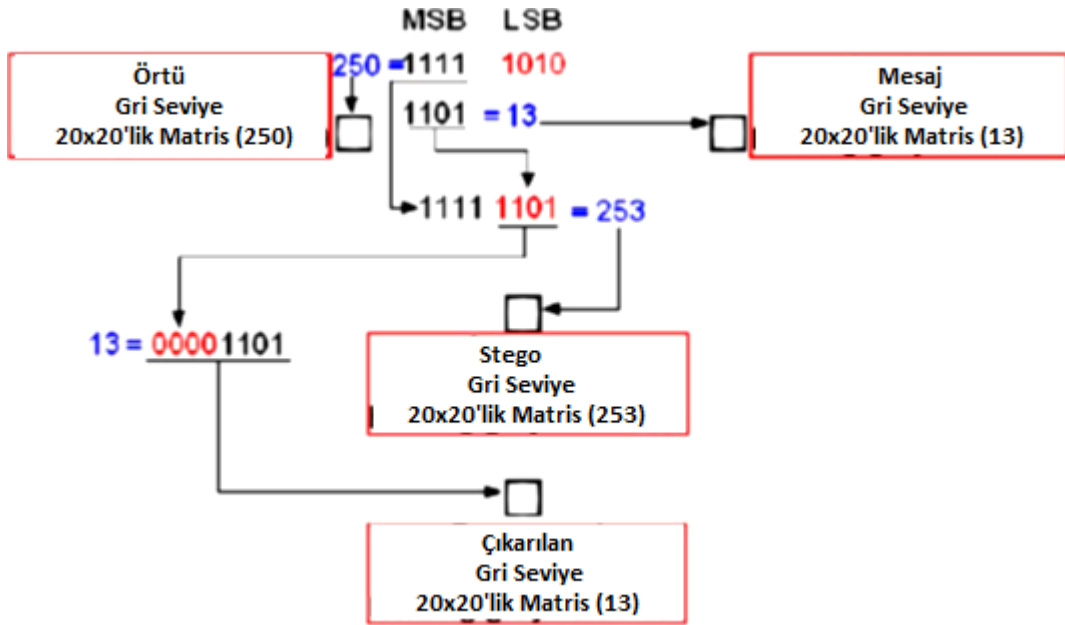 MSB LSB
250 = 1111 1010
Örtü
Gri Seviye
20x20'lik Matris (250)
1101 = 13
Mesaj
Gri Seviye
20x20'lik Matris (13)
1111 1101 = 253
13 = 0000 1101
Stego
Gri Seviye
20x20'lik Matris (253)
Çıkarılan
Gri Seviye
20x20'lik Matris (13)